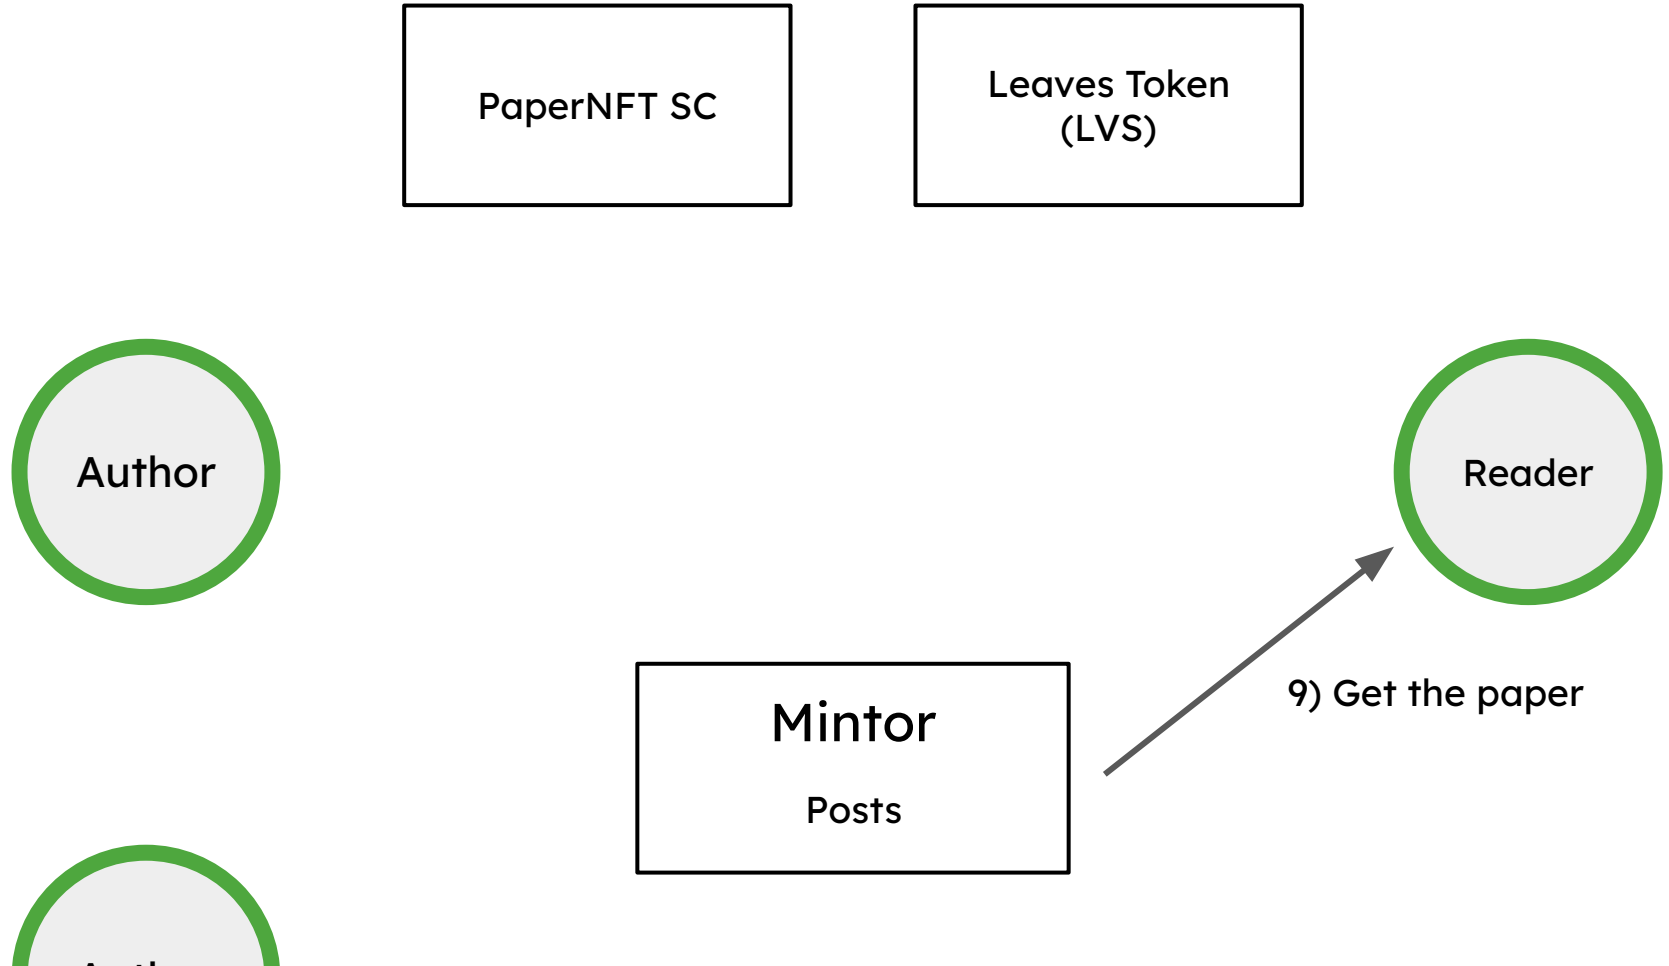 PaperNFT SC
Leaves Token
(LVS)
Author
Reader
9) Get the paper
Mintor
Posts